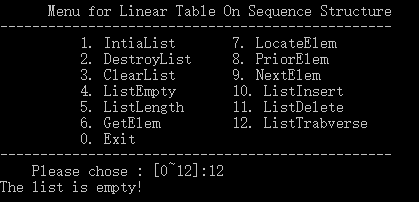 Menu for Linear Table On Sequence Structure
-------------------------------------------------
1. IntiaList 7. LocateElem
2. DestroyList 8. PriorElem
3. ClearList 9. NextElem
4. ListEmpty 10. ListInsert
5. ListLength 11. ListDelete
6. GetElem 12. ListTrabverse
0. Exit
-------------------------------------------------
Please chose : [0~12]:12
The list is empty!